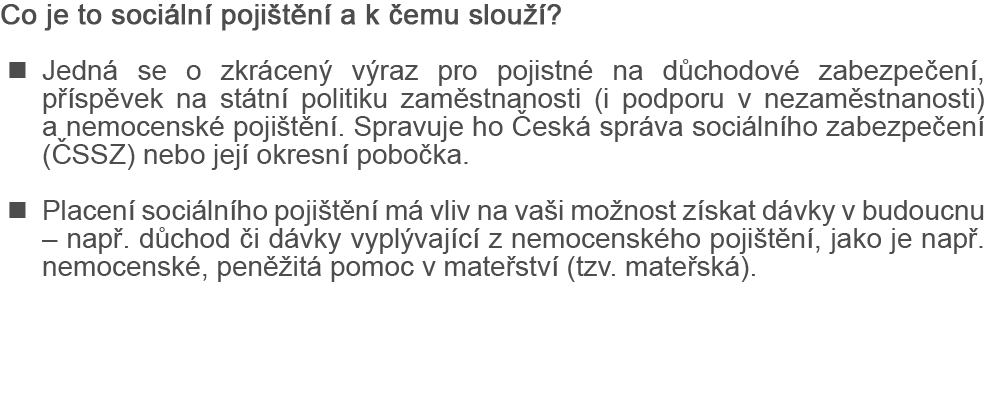 Co je to sociální pojištění a k čemu slouží?
■ Jedná se o zkrácený výraz pro pojistné na důchodové zabezpečení,
příspěvek na státní politiku zaměstnanosti (i podporu v nezaměstnanosti)
a nemocenské pojištění. Spravuje ho Česká správa sociálního zabezpečení
(ČSSZ) nebo její okresní pobočka.
■ Placení sociálního pojištění má vliv na vaši možnost získat dávky v budoucnu
– např. důchod či dávky vyplývající z nemocenského pojištění, jako je např.
nemocenské, peněžitá pomoc v mateřství (tzv. mateřská).